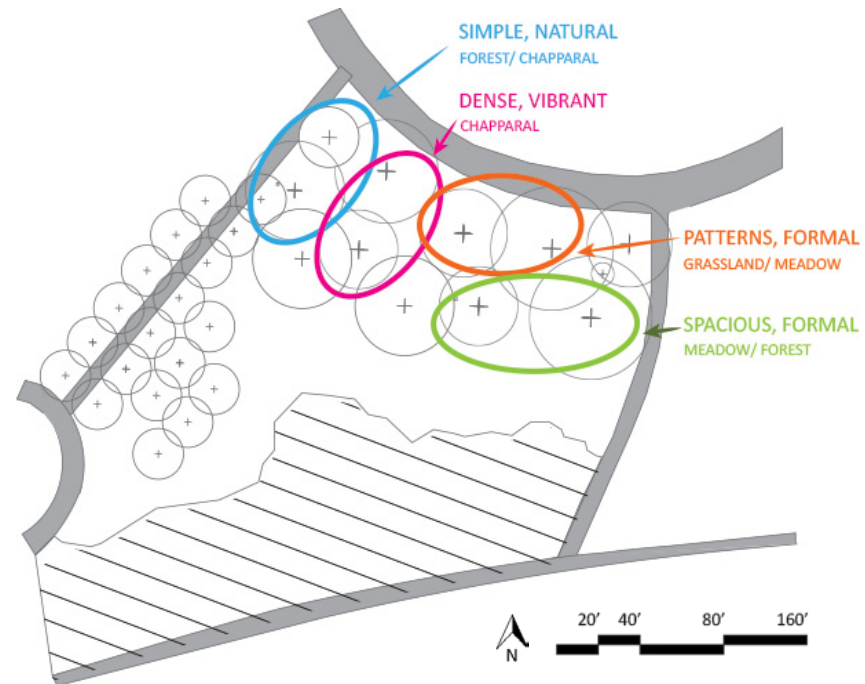 SIMPLE, NATURAL
FOREST/ CHAPPARAL
DENSE, VIBRANT
CHAPPARAL
PATTERNS, FORMAL
GRASSLAND/ MEADOW
SPACIOUS, FORMAL
MEADOW/ FOREST
N
20' 40' 80' 160'